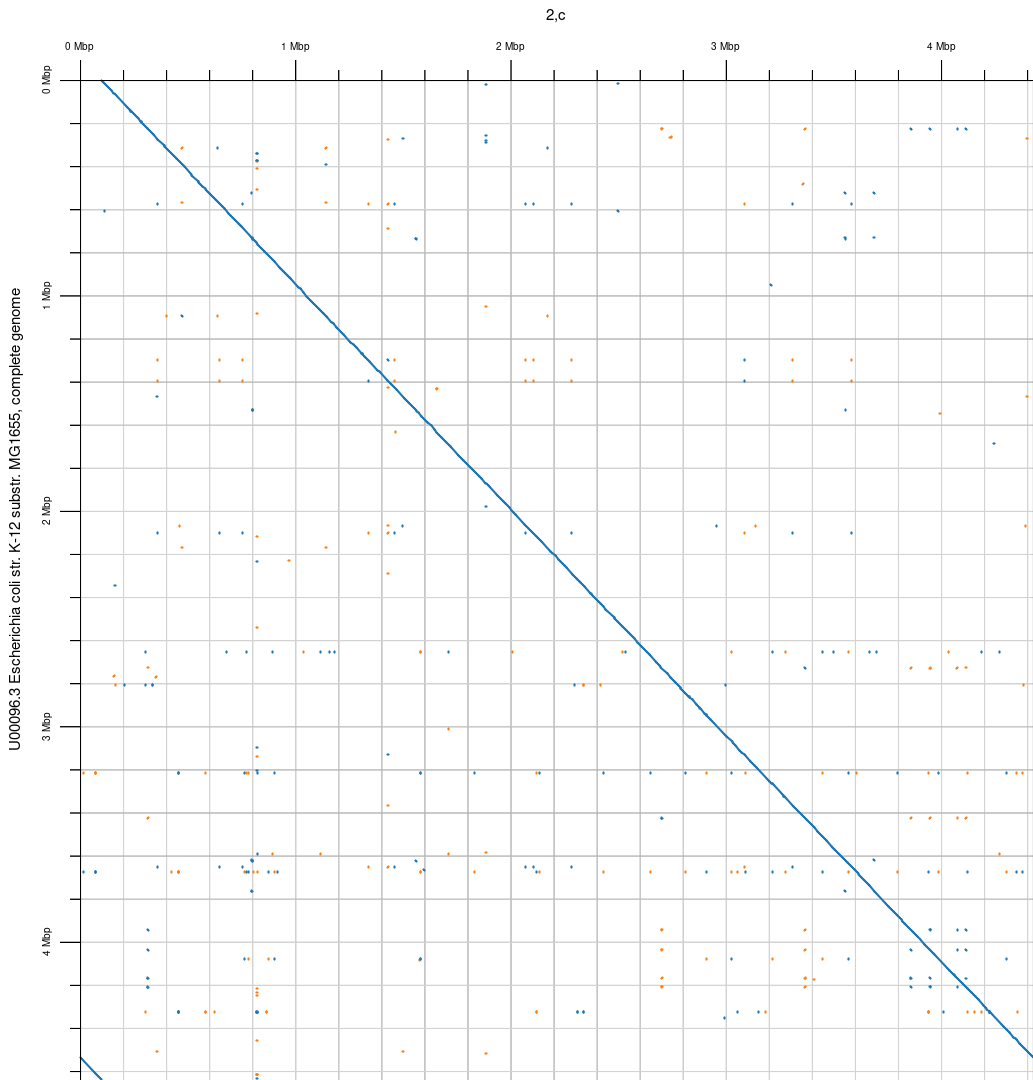 2,c
0 Mbp
1 Mbp
2 Mbp
3 Mbp
4 Mbp
0 Mbp
1 Mbp
2 Mbp
3 Mbp
4 Mbp
U00096.3 Escherichia coli str. K-12 substr. MG1655, complete genome